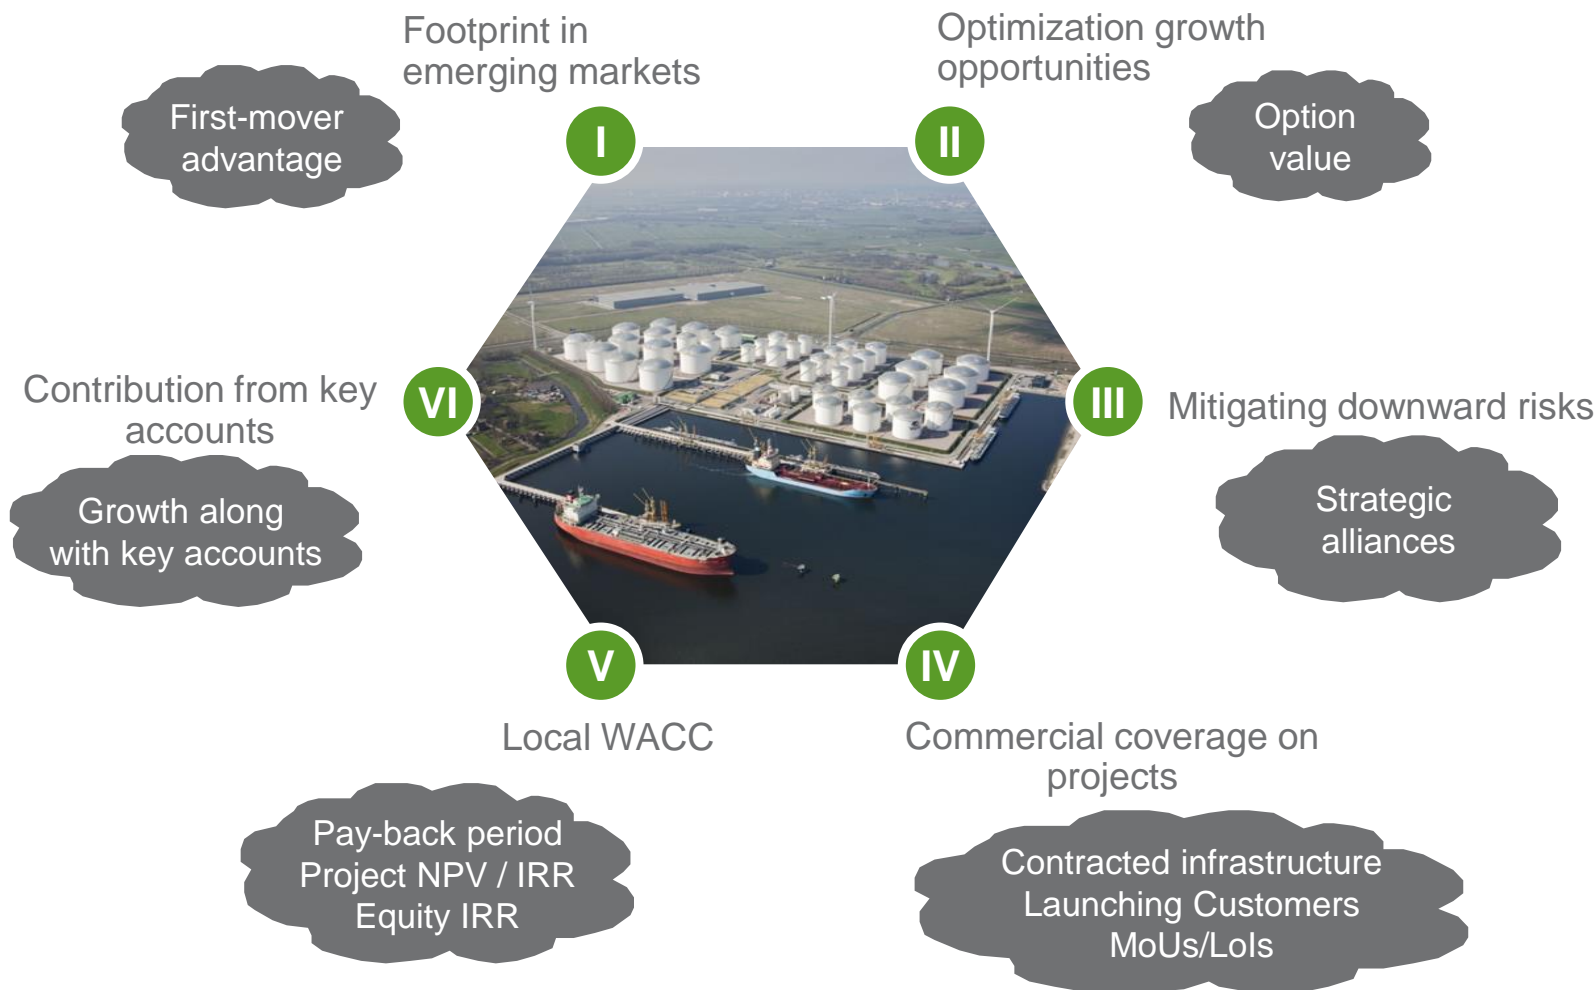 Footprint in
emerging markets
Optimization growth
opportunities
First-mover
advantage
Option
value
I
II
Contribution from key
accounts
VI
III
Mitigating downward risks
Growth along
with key accounts
Strategic
alliances
V
IV
Local WACC
Commercial coverage on
projects
Pay-back period
Project NPV / IRR
Equity IRR
Contracted infrastructure
Launching Customers
MoUs/LoIs